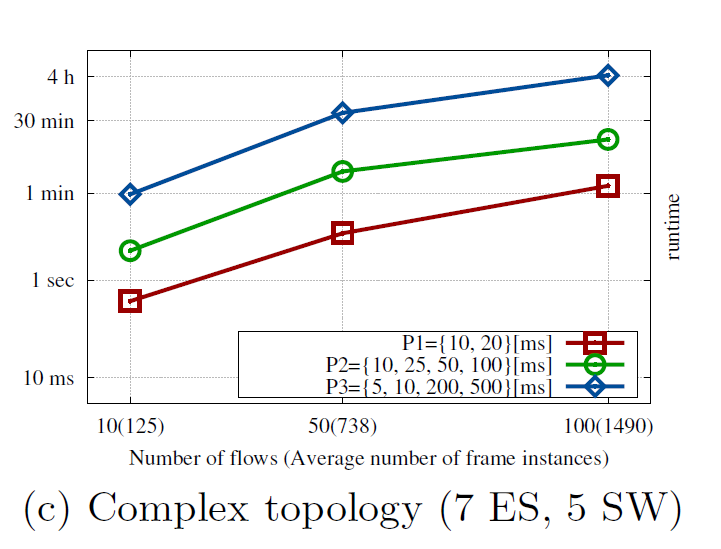 4 h
30 min
1 min
1 sec
10 ms
runtime
P1={10, 20}[ms]
P2={10, 25, 50, 100}[ms]
P3={5, 10, 200, 500}[ms]
10(125) 50(738) 100(1490)
Number of flows (Average number of frame instances)
(c) Complex topology (7 ES, 5 SW)